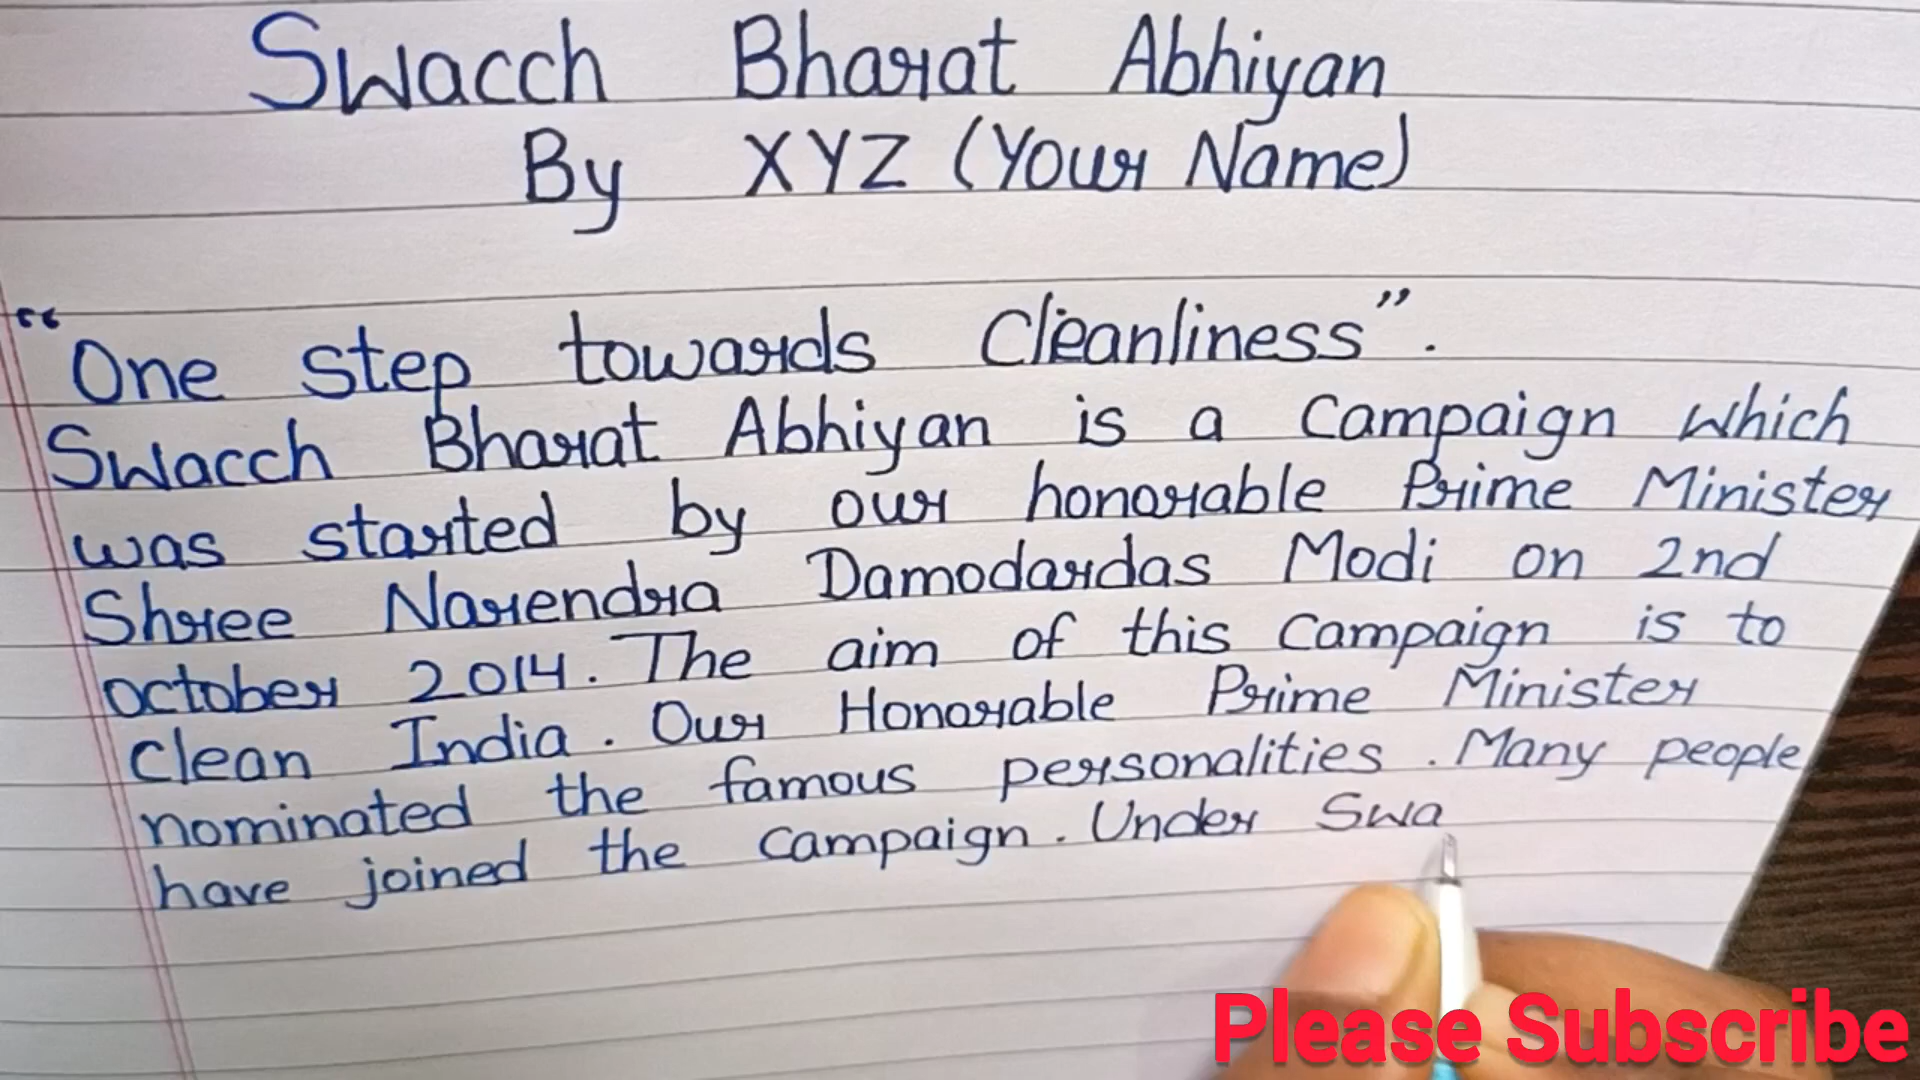 Swacch Bharat Abhiyan
By XYZ (Your Name)
“One step towards Cleanliness”.
Swacch Bharat Abhiyan is a Campaign which
was started by our honorable Prime Minister
Shree Narendra Damodardas Modi on 2nd
october 2014. The aim of this Campaign is to
clean India. Our Honorable Prime Minister
nominated the famous personalities. Many people
have joined the campaign. Under Swa
Please Subscribe